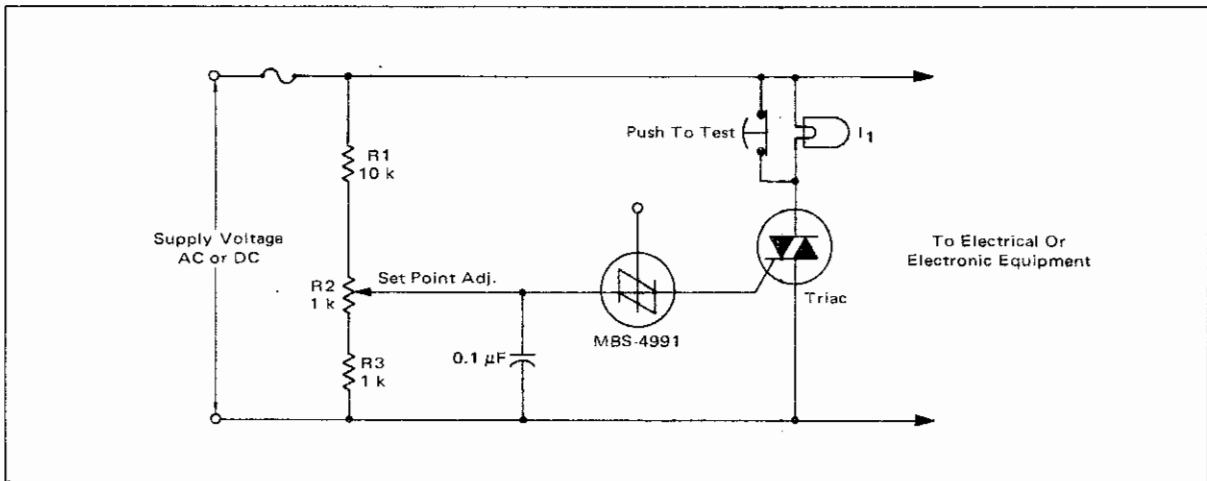 Push To Test
I1
R1
10 k
Supply Voltage
AC or DC
To Electrical Or
Electronic Equipment
R2
1 k
Set Point Adj.
Triac
MBS-4991
0.1 μF
R3
1 k